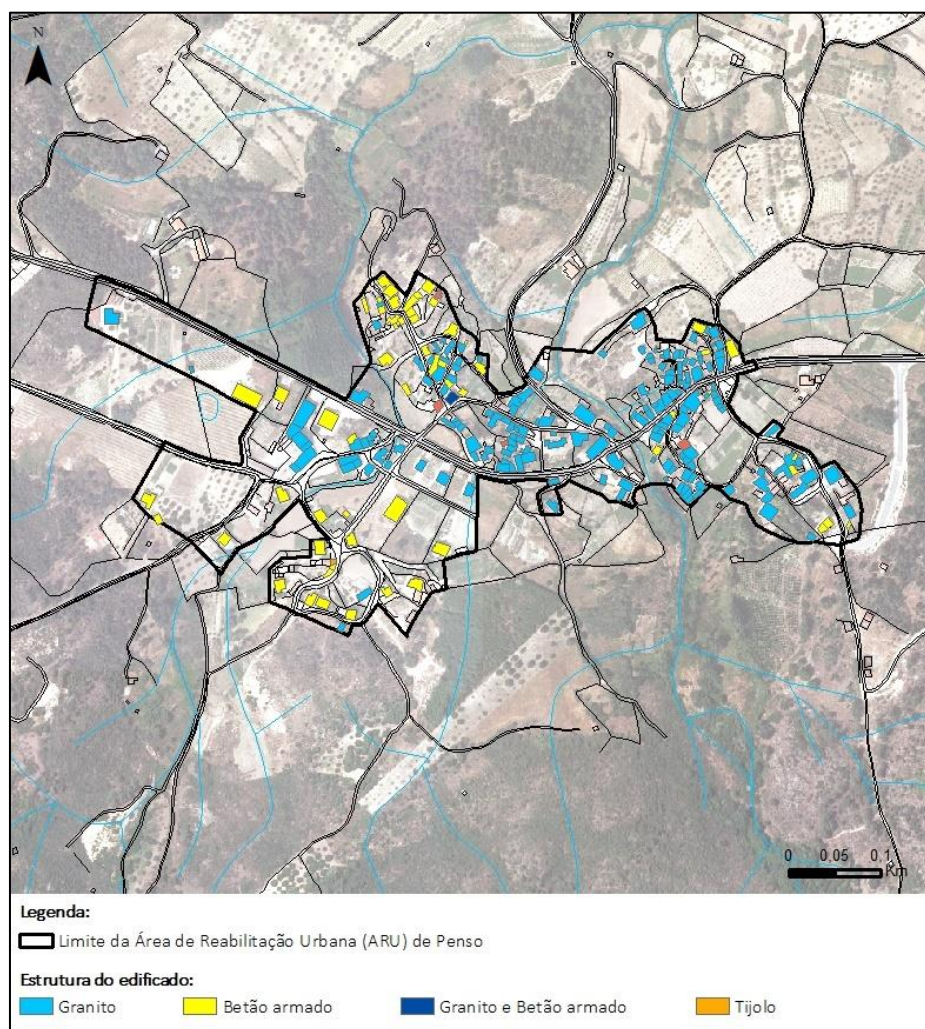 N
0 0,05 0,1
Km
Legenda:
Limite da Área de Reabilitação Urbana (ARU) de Penso
Estrutura do edificado:
Granito Betão armado Granito e Betão armado Tijolo